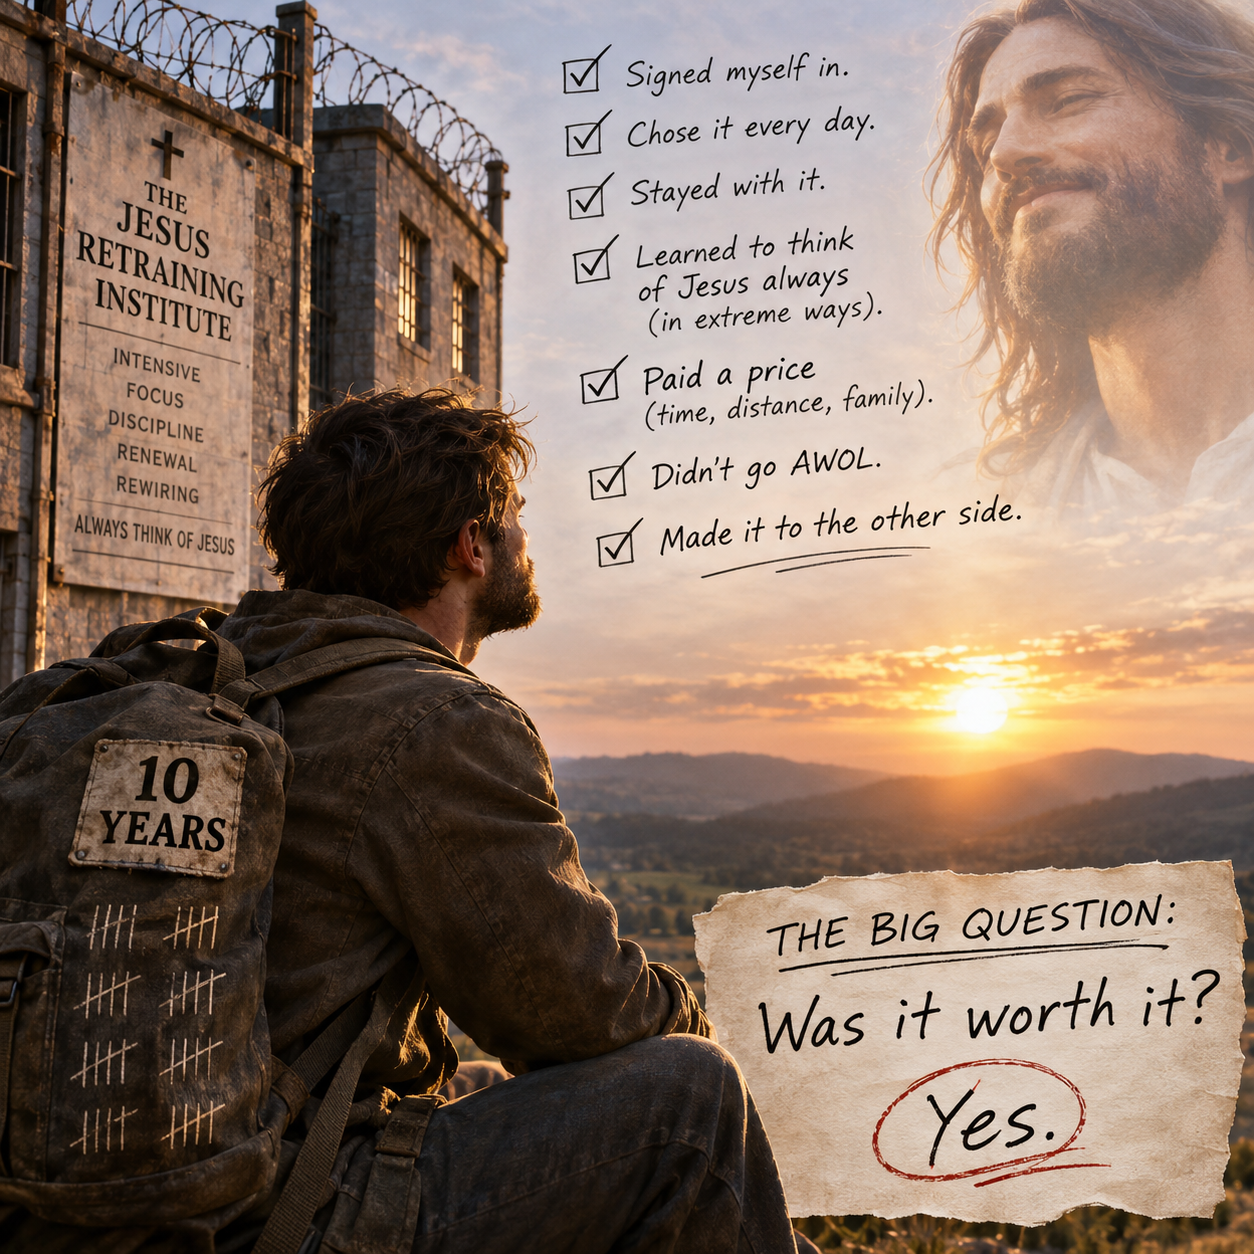 THE
JESUS
RETRAINING
INSTITUTE
INTENSIVE
FOCUS
DISCIPLINE
RENEWAL
REWIRING
ALWAYS THINK OF JESUS
Signed myself in.
Chose it every day.
Stayed with it.
Learned to think
of Jesus always
(in extreme ways).
Paid a price
(time, distance, family).
Didn't go AWOL.
Made it to the other side.
10
YEARS
THE BIG QUESTION:
Was it worth it?
Yes.